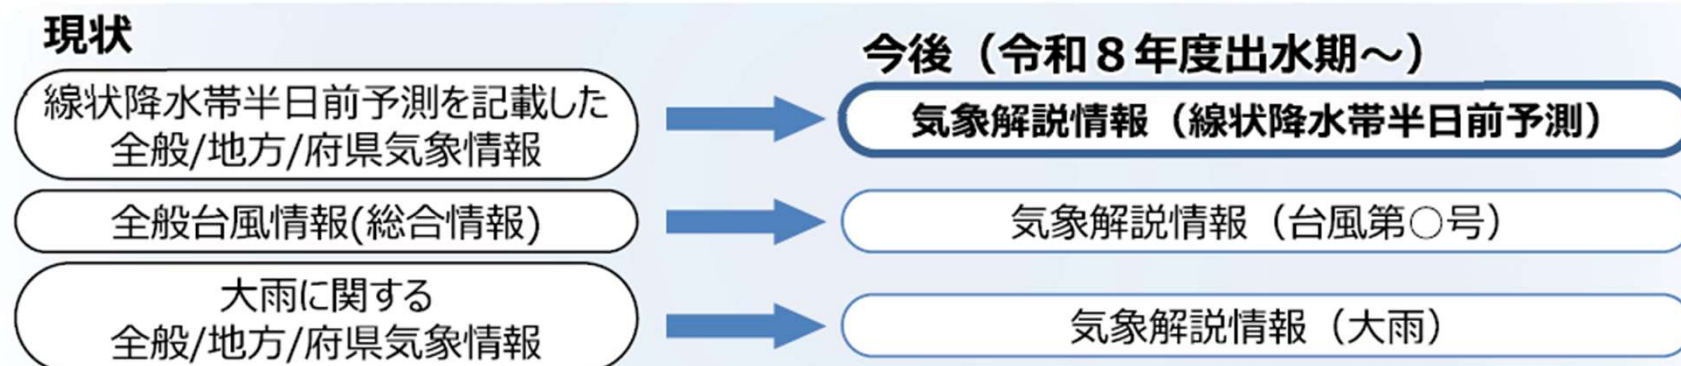 現状
今後（令和８年度出水期～）
線状降水帯半日前予測を記載した
全般/地方/府県気象情報
気象解説情報（線状降水帯半日前予測）
全般台風情報(総合情報)
気象解説情報（台風第○号）
大雨に関する
全般/地方/府県気象情報
気象解説情報（大雨）